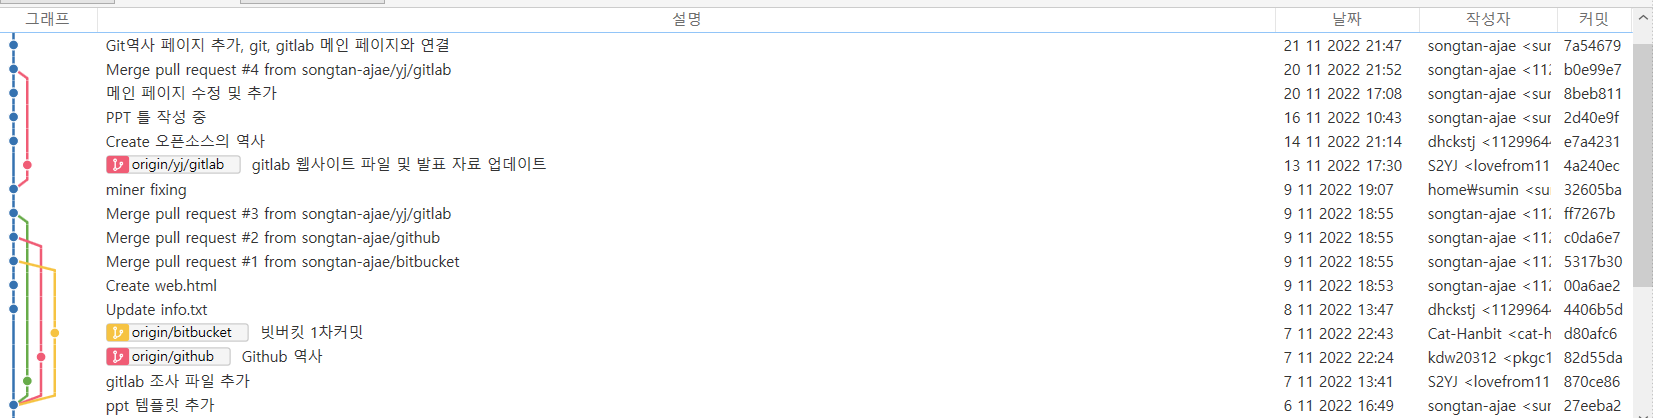 그래프 설명 날짜 작성자 커밋
Git역사 페이지 추가, git, gitlab 메인 페이지와 연결 21 11 2022 21:47 songtan-ajae <sur 7a54679
Merge pull request #4 from songtan-ajae/yj/gitlab 20 11 2022 21:52 songtan-ajae <112 b0e99e7
메인 페이지 수정 및 추가 20 11 2022 17:08 songtan-ajae <sur 8beb811
PPT 틀 작성 중 16 11 2022 10:43 songtan-ajae <sur 2d40e9f
Create 오픈소스의 역사 14 11 2022 21:14 dhckstj <1129964 e7a4231
origin/yj/gitlab gitlab 웹사이트 파일 및 발표 자료 업데이트 13 11 2022 17:30 S2YJ <lovefrom11 4a240ec
miner fixing 9 11 2022 19:07 home₩sumin <su 32605ba
Merge pull request #3 from songtan-ajae/yj/gitlab 9 11 2022 18:55 songtan-ajae <112 ff7267b
Merge pull request #2 from songtan-ajae/github 9 11 2022 18:55 songtan-ajae <112 c0da6e7
Merge pull request #1 from songtan-ajae/bitbucket 9 11 2022 18:55 songtan-ajae <112 5317b30
Create web.html 9 11 2022 18:53 songtan-ajae <112 00a6ae2
Update info.txt 8 11 2022 13:47 dhckstj <1129964 4406b5d
origin/bitbucket 빗버킷 1차커밋 7 11 2022 22:43 Cat-Hanbit <cat-h d80afc6
origin/github Github 역사 7 11 2022 22:24 kdw20312 <pkgc1 82d55da
gitlab 조사 파일 추가 7 11 2022 13:41 S2YJ <lovefrom11 870ce86
ppt 템플릿 추가 6 11 2022 16:49 songtan-ajae <sur 27eeba2